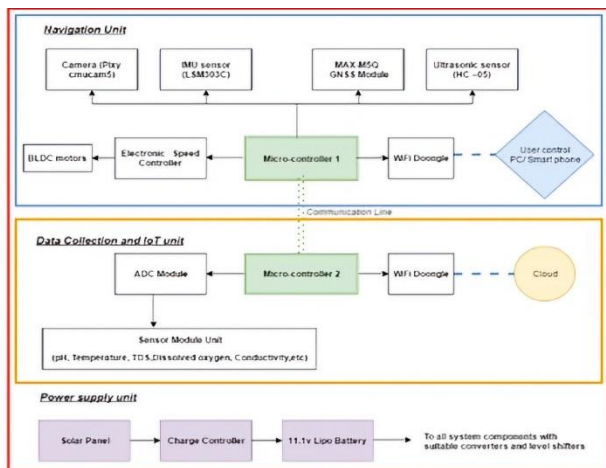 Navigation Unit
Camera (Pixy
cmucam5)
IMU sensor
(LSM303C)
MAX-M5Q
GNSS Module
Ultrasonic sensor
(HC -05)
BLDC motors
Electronic Speed
Controller
Micro-controller 1
WiFi Doongle
User control
PC/ Smart phone
Communication Line
Data Collection and IoT unit
ADC Module
Micro-controller 2
WiFi Doongle
Cloud
Sensor Module Unit
(pH, Temperature, TDS,Dissolved oxygen, Conductivity,etc)
Power supply unit
Solar Panel
Charge Controller
11.1v Lipo Battery
To all system components with
suitable converters and level shifters